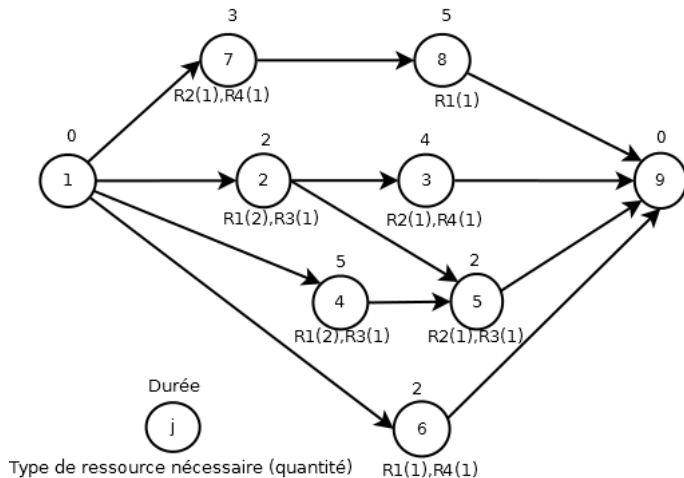 3 5
7 8
R2(1),R4(1) R1(1)
0 2 4 0
1 2 3 9
R1(2),R3(1) R2(1),R4(1)
5 2
4 5
R1(2),R3(1) R2(1),R3(1)
Durée 2
j 6
Type de ressource nécessaire (quantité) R1(1),R4(1)